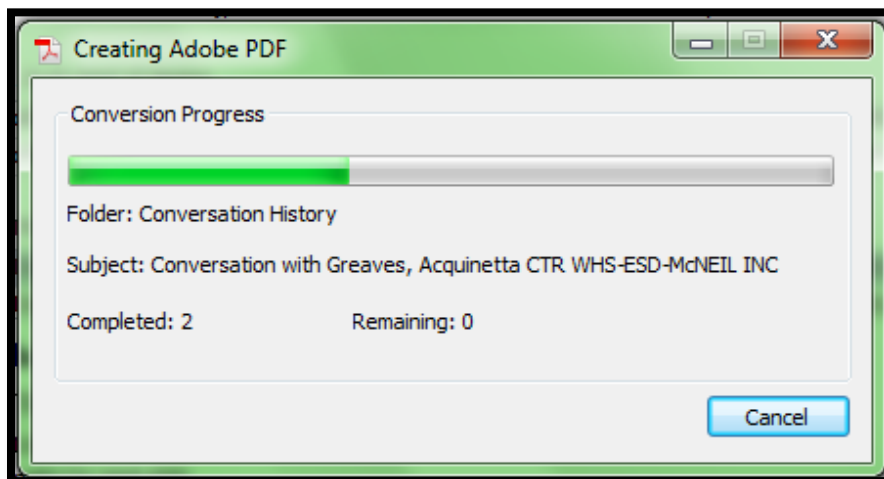 Creating Adobe PDF
Conversion Progress
Folder: Conversation History
Subject: Conversation with Greaves, Acquinetta CTR WHS-ESD-McNEIL INC
Completed: 2 Remaining: 0
Cancel